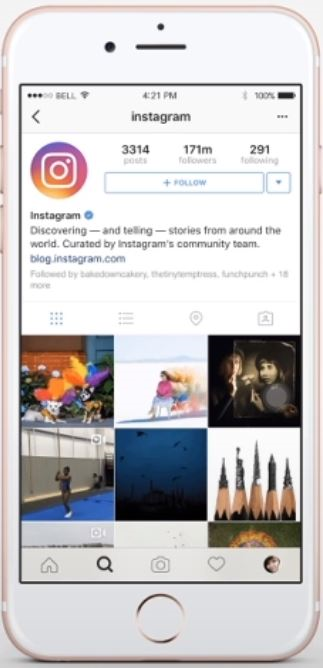 BELL 4:21 PM 100%
instagram
3314 171m 291
posts followers following
+ FOLLOW
Instagram
Discovering — and telling — stories from around the
world. Curated by Instagram's community team.
blog.instagram.com
Followed by bakedowncakery, thetinytemptress, lunchpunch + 18
more